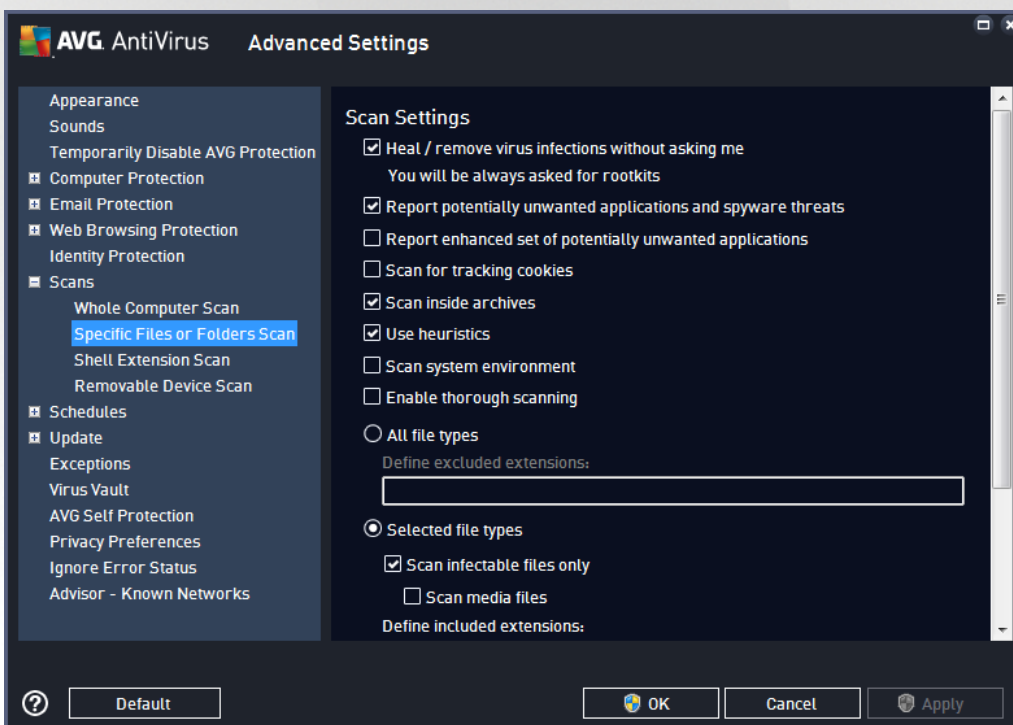 AVG AntiVirus Advanced Settings
Appearance
Sounds
Temporarily Disable AVG Protection
Computer Protection
Email Protection
Web Browsing Protection
Identity Protection
Scans
Whole Computer Scan
Specific Files or Folders Scan
Shell Extension Scan
Removable Device Scan
Schedules
Update
Exceptions
Virus Vault
AVG Self Protection
Privacy Preferences
Ignore Error Status
Advisor - Known Networks
Scan Settings
Heal / remove virus infections without asking me
You will be always asked for rootkits
Report potentially unwanted applications and spyware threats
Report enhanced set of potentially unwanted applications
Scan for tracking cookies
Scan inside archives
Use heuristics
Scan system environment
Enable thorough scanning
All file types
Define excluded extensions:
Selected file types
Scan infectable files only
Scan media files
Define included extensions:
? Default OK Cancel Apply